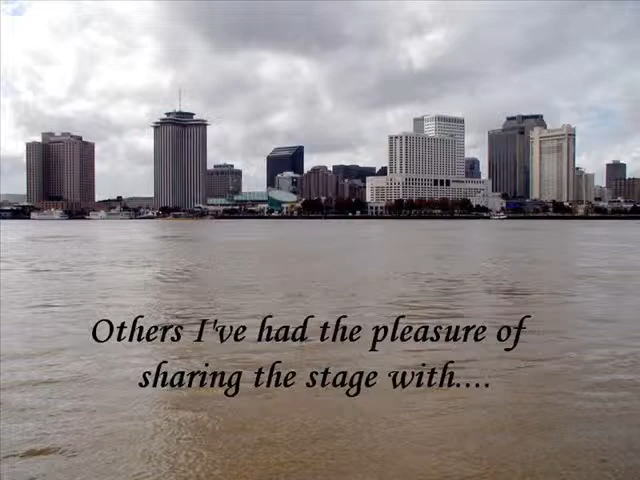 Others I've had the pleasure of
sharing the stage with....